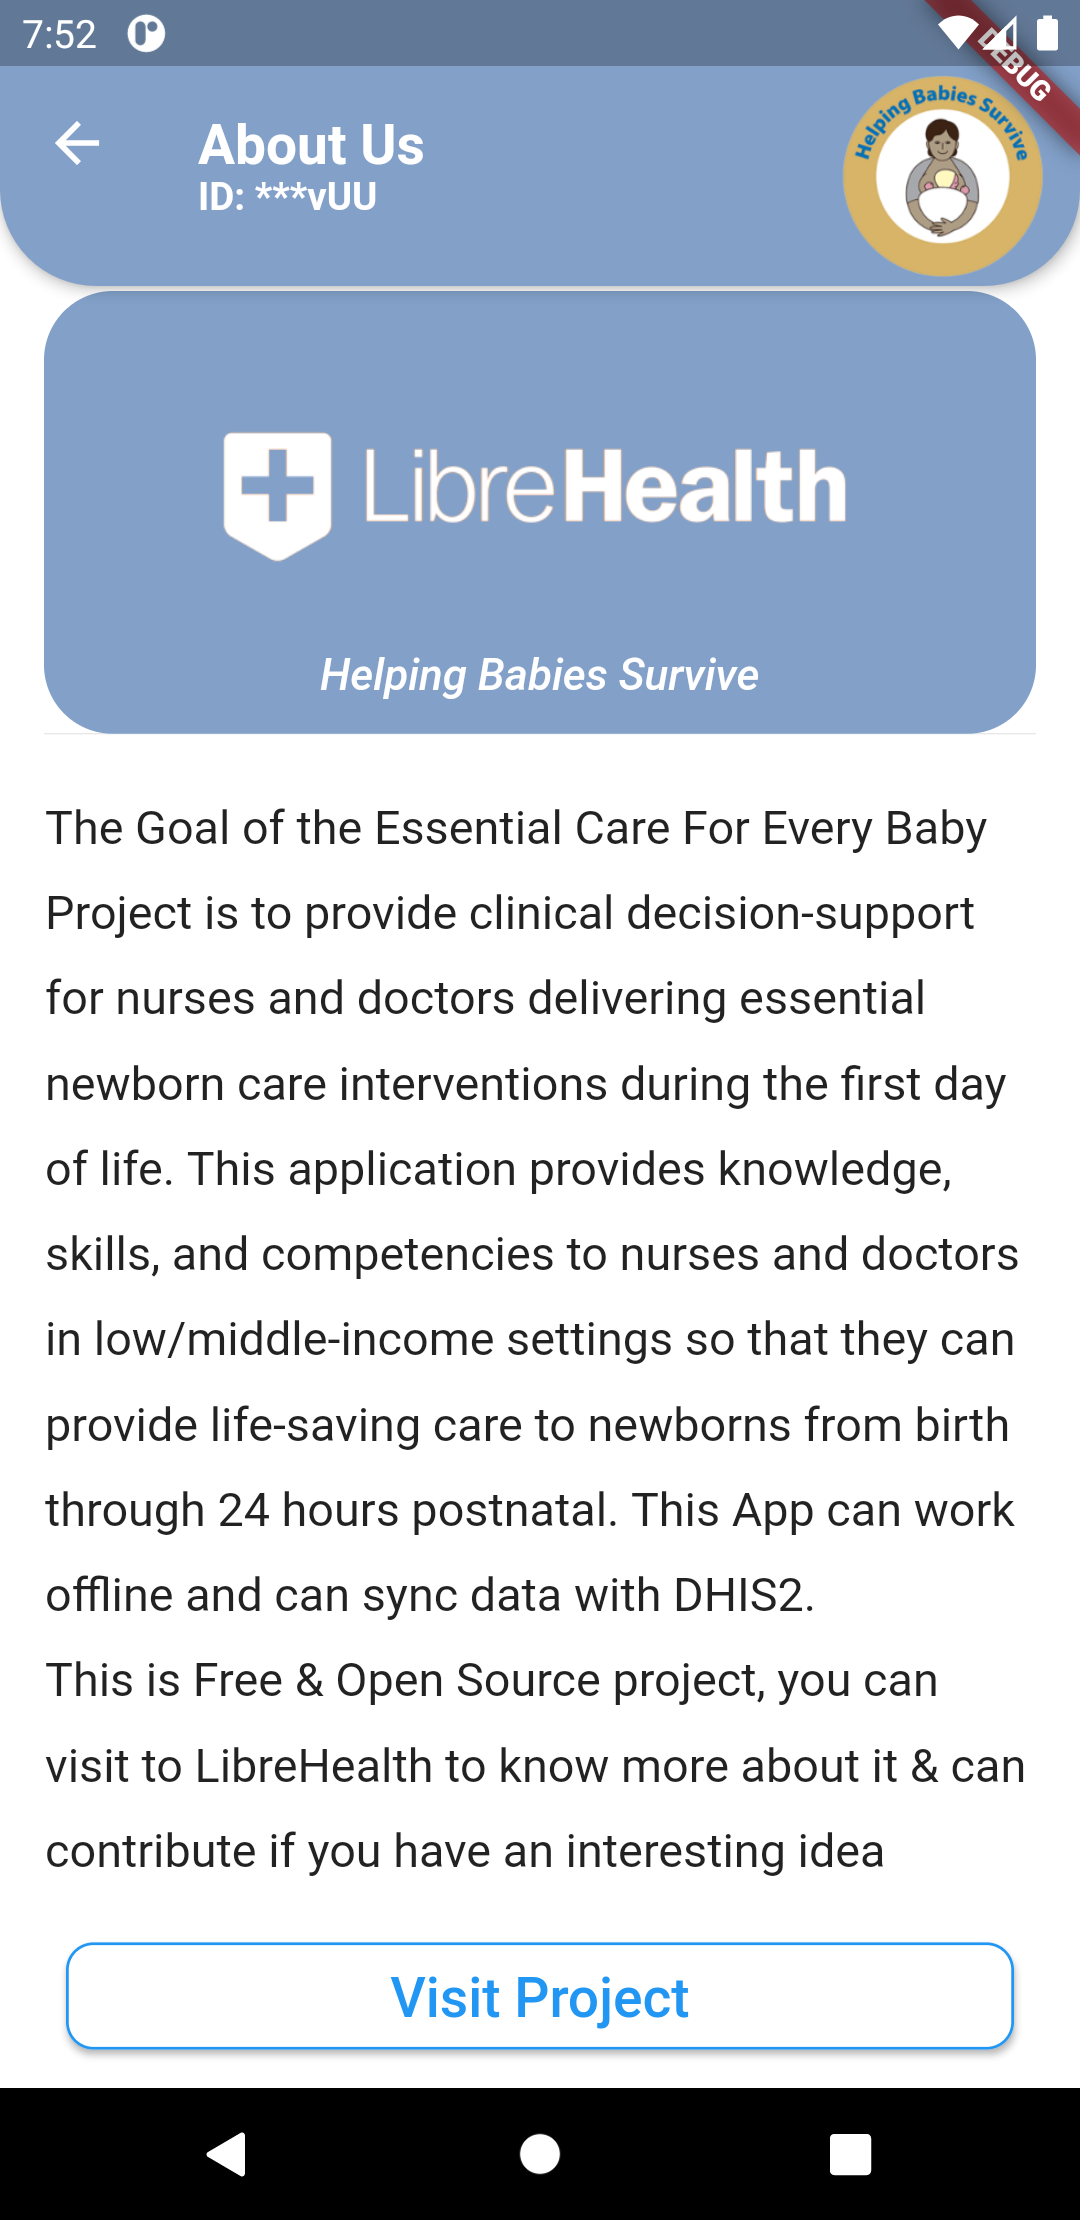 7:52
DEBUG
About Us
ID: ***vUU
Helping Babies Survive
LibreHealth
Helping Babies Survive
The Goal of the Essential Care For Every Baby
Project is to provide clinical decision-support
for nurses and doctors delivering essential
newborn care interventions during the first day
of life. This application provides knowledge,
skills, and competencies to nurses and doctors
in low/middle-income settings so that they can
provide life-saving care to newborns from birth
through 24 hours postnatal. This App can work
offline and can sync data with DHIS2.
This is Free & Open Source project, you can
visit to LibreHealth to know more about it & can
contribute if you have an interesting idea
Visit Project